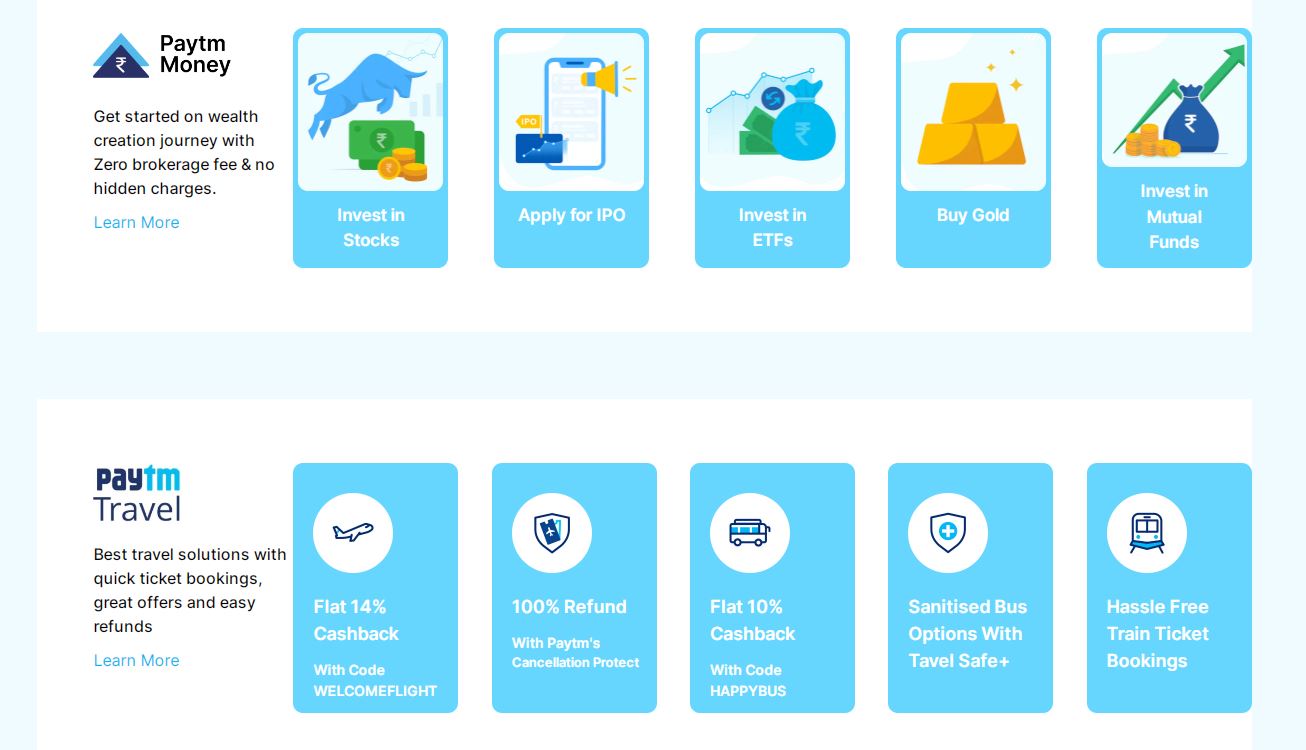 Paytm
Money
Get started on wealth
creation journey with
Zero brokerage fee & no
hidden charges.
Learn More
Invest in
Stocks
IPO
Apply for IPO
Invest in
ETFs
Buy Gold
₹
Invest in
Mutual
Funds
paytm
Travel
Best travel solutions with
quick ticket bookings,
great offers and easy
refunds
Learn More
Flat 14%
Cashback
With Code
WELCOMEFLIGHT
100% Refund
With Paytm's
Cancellation Protect
Flat 10%
Cashback
With Code
HAPPYBUS
Sanitised Bus
Options With
Tavel Safe+
Hassle Free
Train Ticket
Bookings